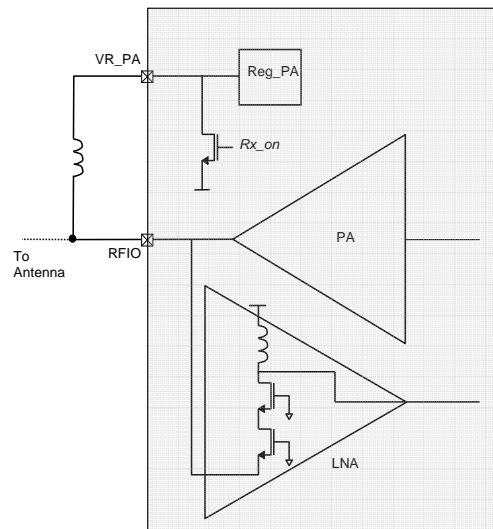 VR_PA
Reg_PA
Rx_on
PA
RFIO
To
Antenna
LNA